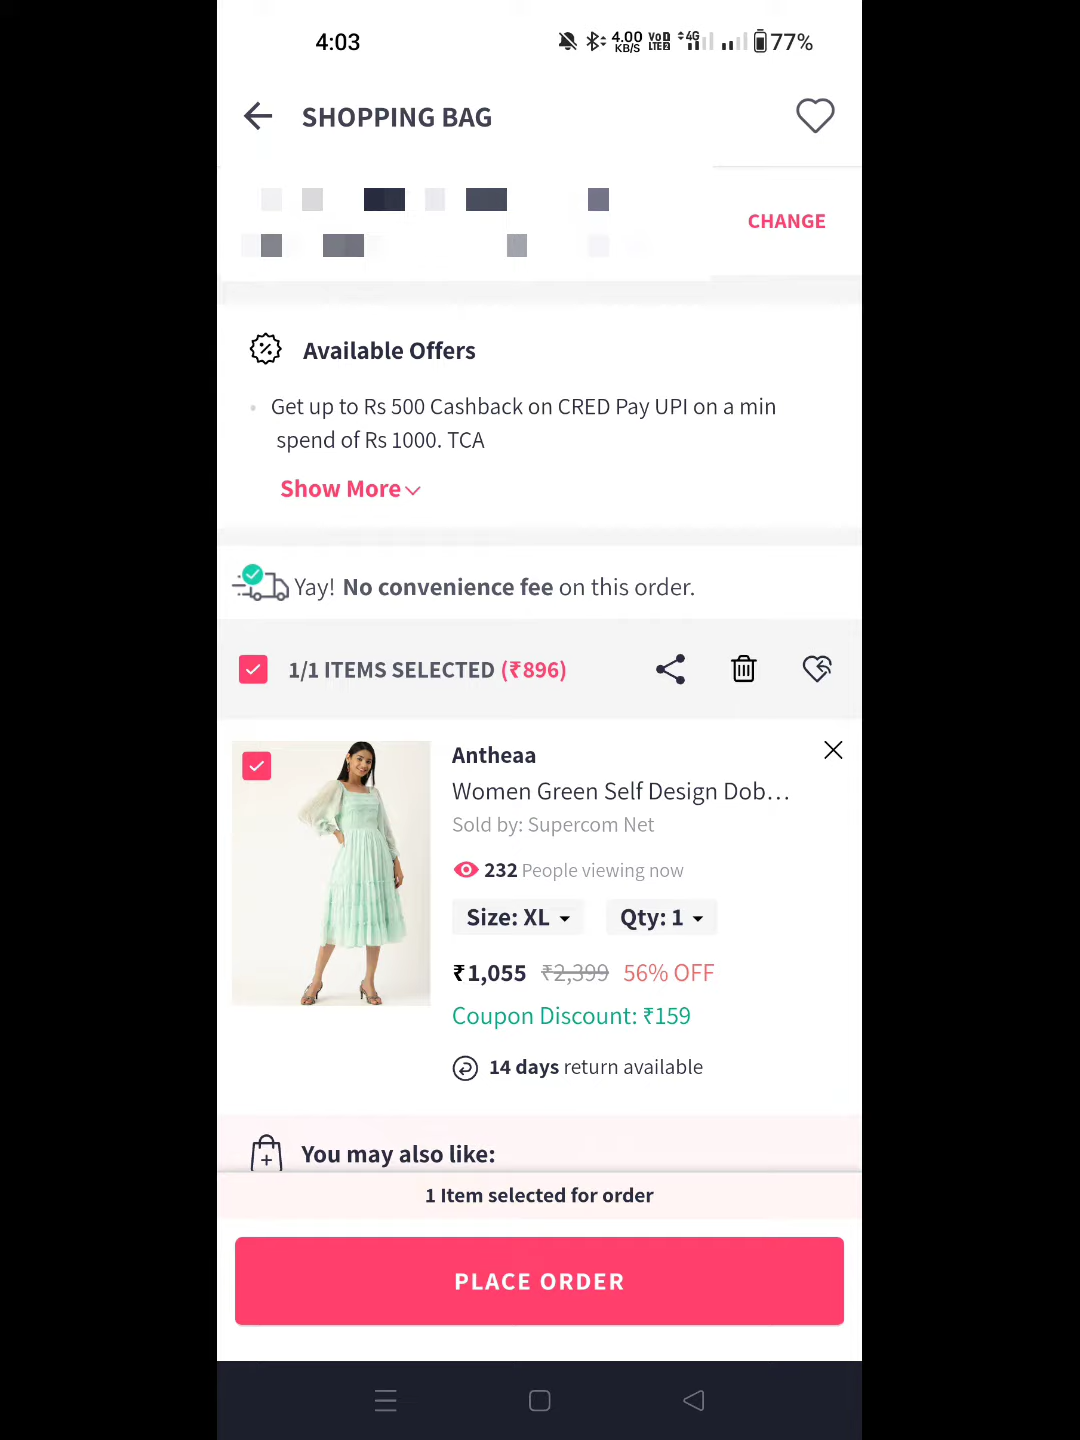 4:03
4.00 KB/S VoD LTE2 4G 77%
SHOPPING BAG
CHANGE
Available Offers
Get up to Rs 500 Cashback on CRED Pay UPI on a min
spend of Rs 1000. TCA
Show More
Yay! No convenience fee on this order.
1/1 ITEMS SELECTED (₹896)
Antheaa
Women Green Self Design Dob...
Sold by: Supercom Net
232 People viewing now
Size: XL Qty: 1
₹1,055 ₹2,399 56% OFF
Coupon Discount: ₹159
14 days return available
You may also like:
1 Item selected for order
PLACE ORDER